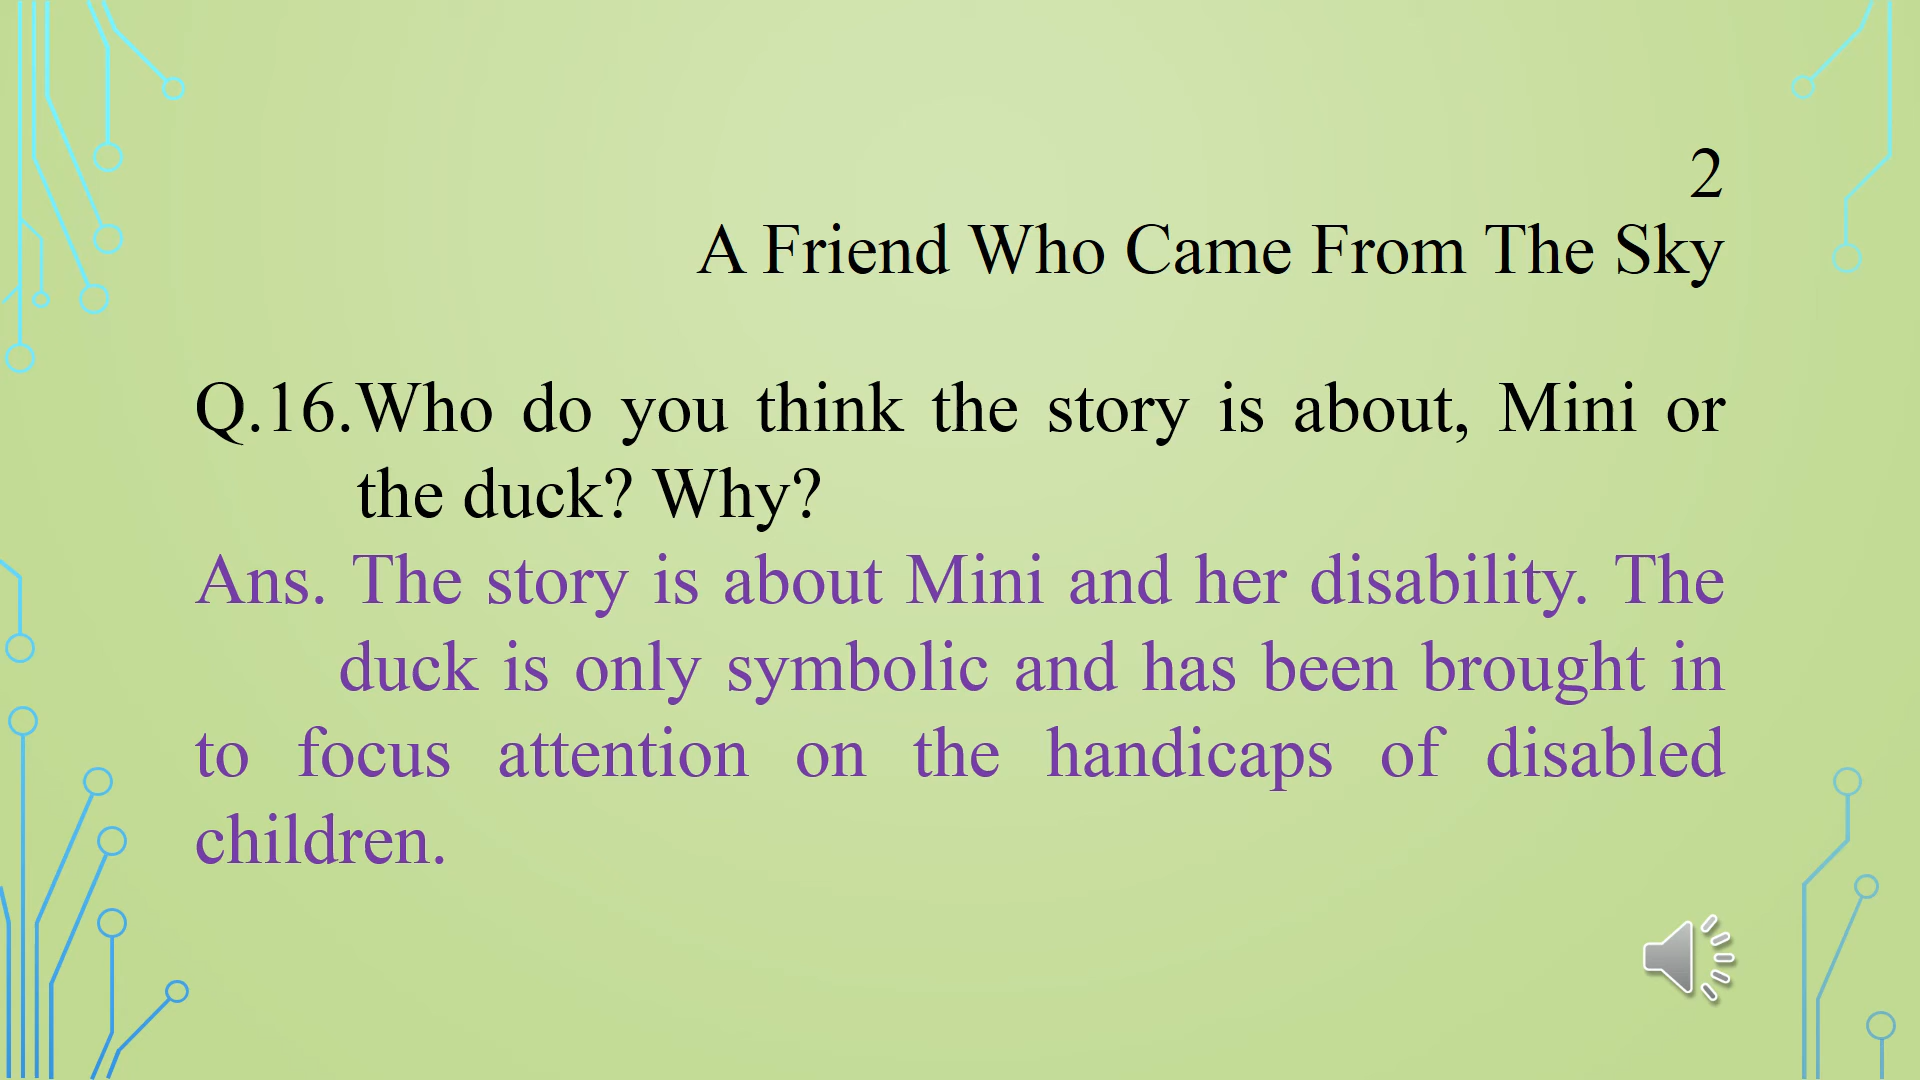 2
A Friend Who Came From The Sky
Q.16.Who do you think the story is about, Mini or
the duck? Why?
Ans. The story is about Mini and her disability. The
duck is only symbolic and has been brought in
to focus attention on the handicaps of disabled
children.